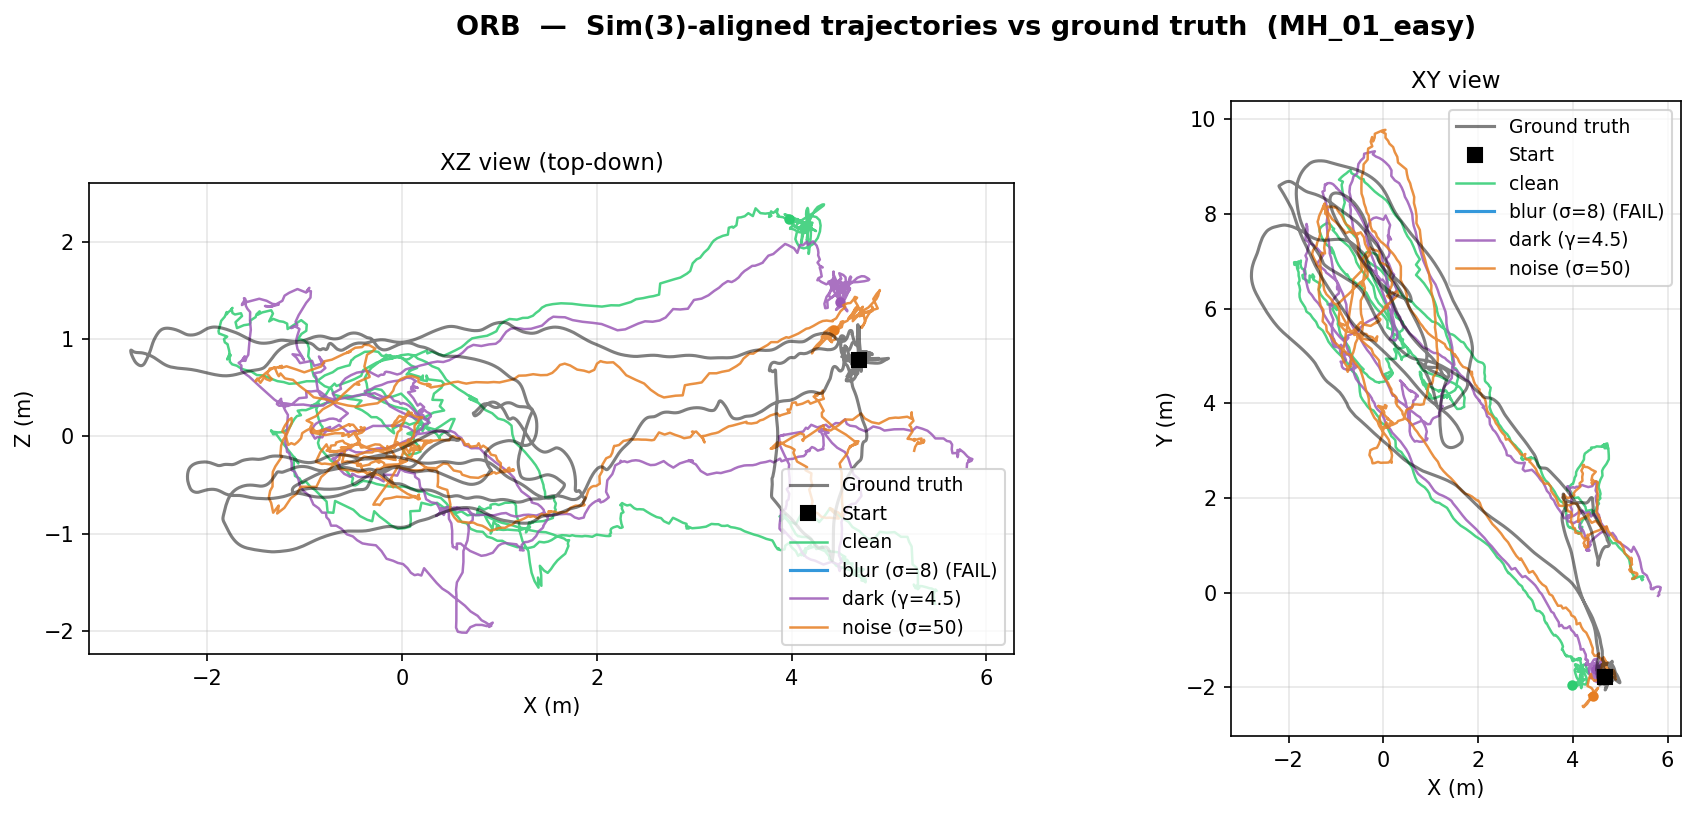 ORB — Sim(3)-aligned trajectories vs ground truth (MH_01_easy)
XZ view (top-down)
2
1
0
−1
−2
Z (m)
−2
0
2
4
6
X (m)
Ground truth
Start
clean
blur (σ=8) (FAIL)
dark (γ=4.5)
noise (σ=50)
XY view
10
8
6
4
2
0
−2
Y (m)
−2
0
2
4
6
X (m)
Ground truth
Start
clean
blur (σ=8) (FAIL)
dark (γ=4.5)
noise (σ=50)